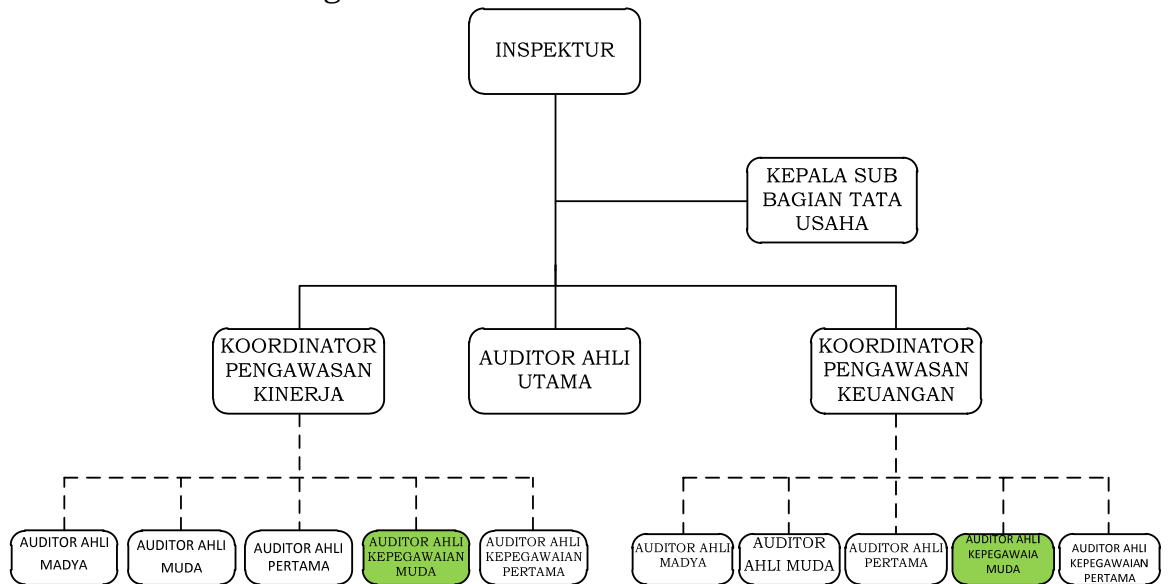 INSPEKTUR
KEPALA SUB
BAGIAN TATA
USAHA
KOORDINATOR
PENGAWASAN
KINERJA
AUDITOR AHLI
UTAMA
KOORDINATOR
PENGAWASAN
KEUANGAN
AUDITOR AHLI
MADYA
AUDITOR AHLI
MUDA
AUDITOR AHLI
PERTAMA
AUDITOR AHLI
KEPEGAWAIAN
MUDA
AUDITOR AHLI
KEPEGAWAIAN
PERTAMA
AUDITOR AHLI
MADYA
AUDITOR
AHLI MUDA
AUDITOR AHLI
PERTAMA
AUDITOR AHLI
KEPEGAWAIA
MUDA
AUDITOR AHLI
KEPEGAWAIAN
PERTAMA